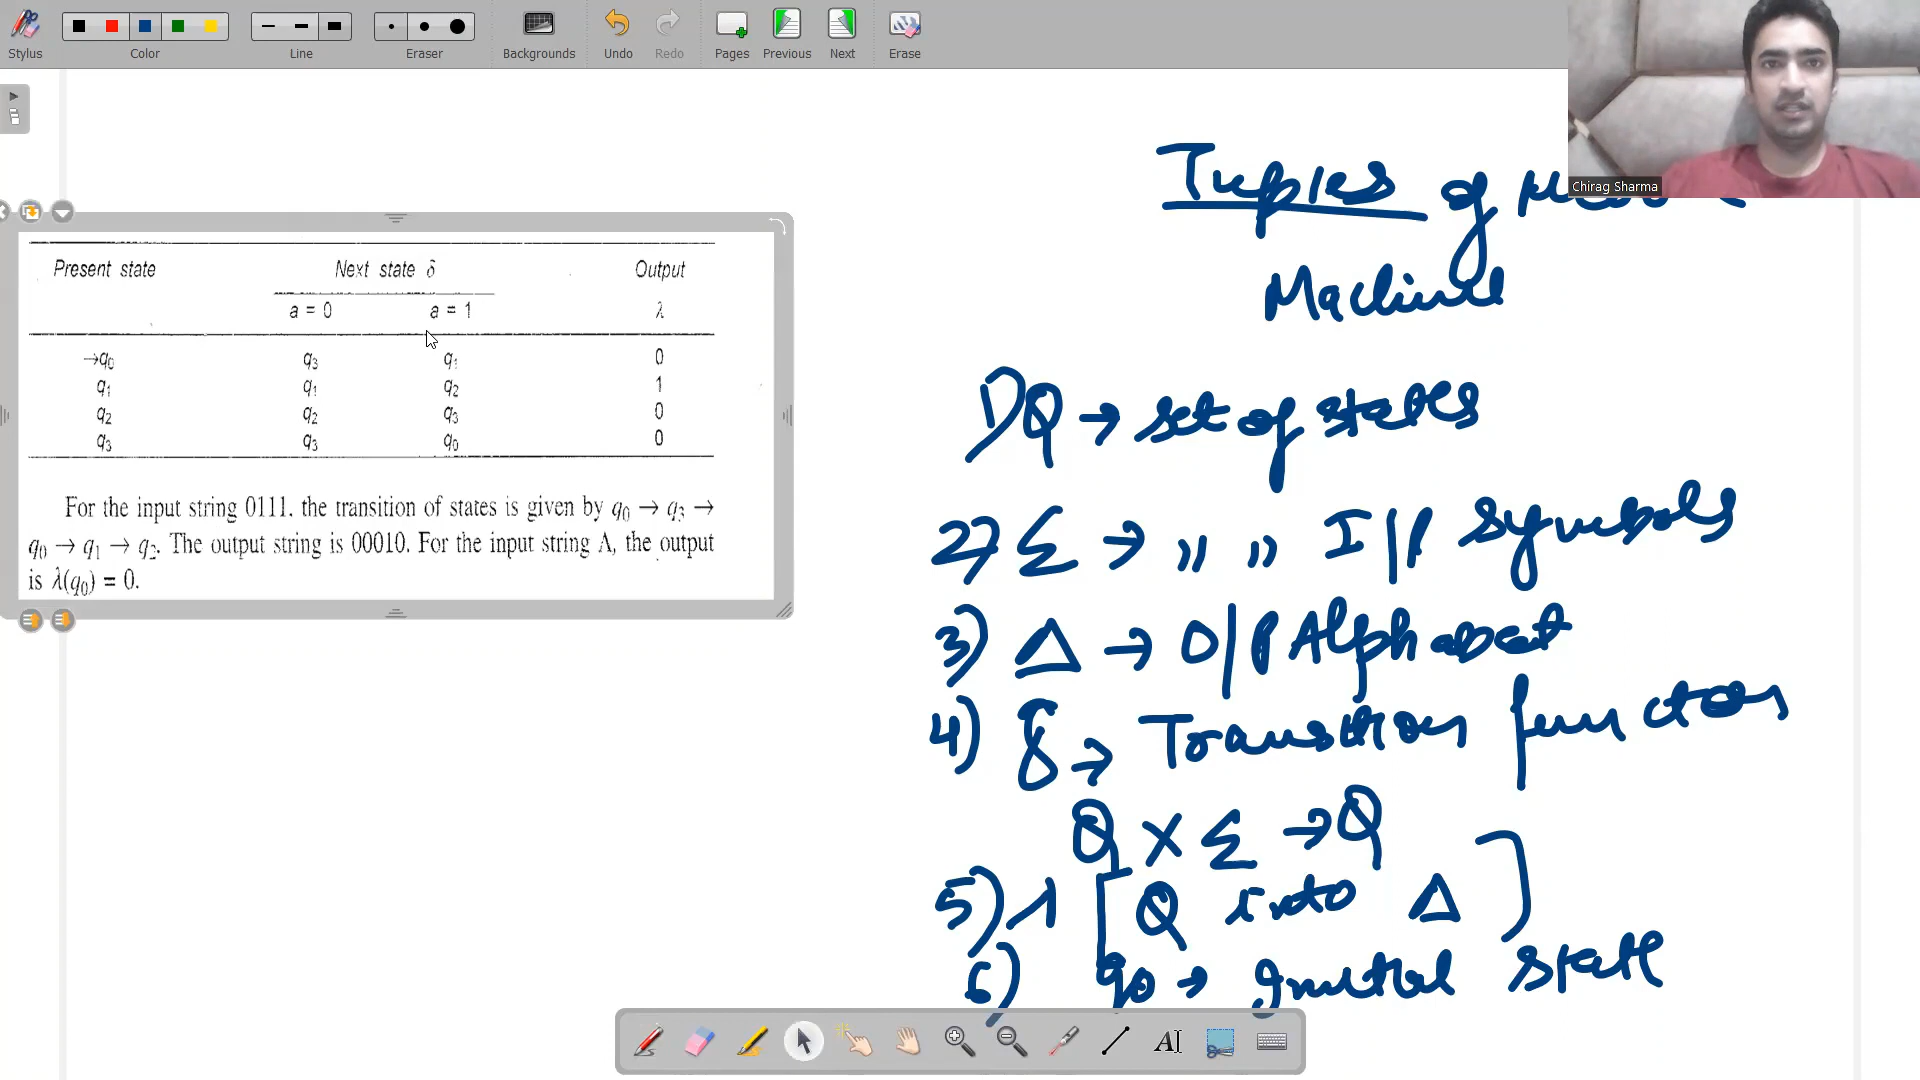 Stylus
Color
Line
Eraser
Backgrounds
Undo
Redo
Pages
Previous
Next
Erase
Chirag Sharma
Tuples of
Machine
Present state Next state δ Output
a = 0 a = 1 λ
→q0 q3 q1 0
q1 q1 q2 1
q2 q2 q3 0
q3 q3 q0 0
For the input string 0111. the transition of states is given by q0 → q3 →
q0 → q1 → q2. The output string is 00010. For the input string Λ, the output
is λ(q0) = 0.
1) Q → set of states
2) Σ → " " I/P symbols
3) Δ → O/P Alphabet
4) δ → Transition function
Q X Σ → Q
5) λ [Q into Δ]
6) q0 → Initial state